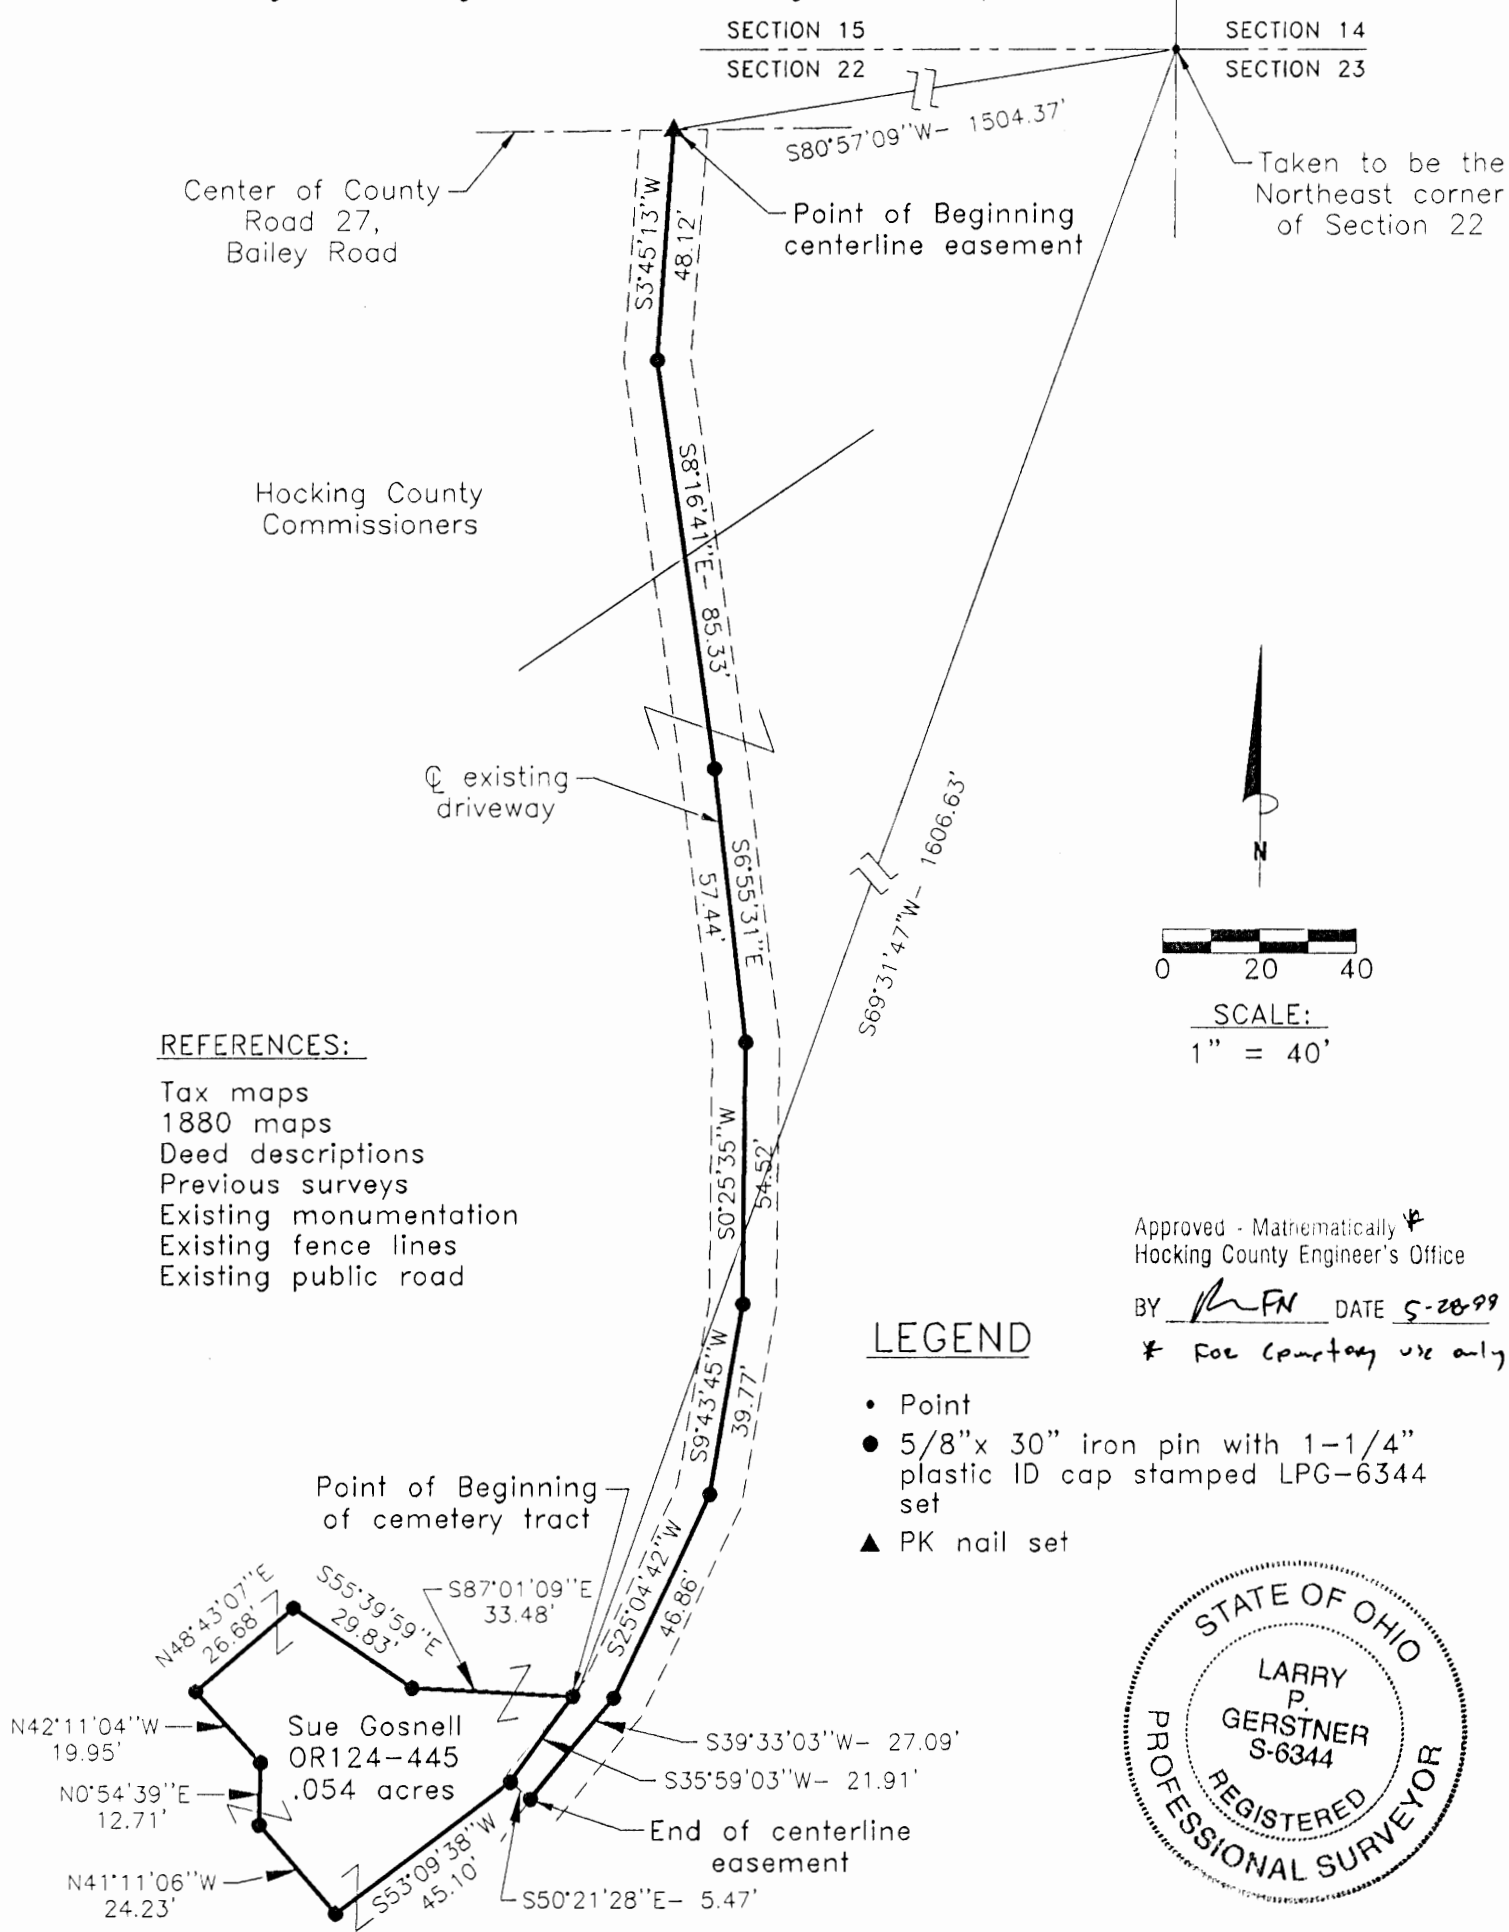 SECTION 15
SECTION 14
SECTION 22
SECTION 23
S80°57'09"W- 1504.37'
Center of County
Road 27,
Bailey Road
Taken to be the
Northeast corner
of Section 22
Point of Beginning
centerline easement
S3°45'13"W
48.12'
Hocking County
Commissioners
S8°16'41"E- 85.33'
℄ existing
driveway
S6°55'31"E
57.44'
S69°31'47"W- 1606.63'
N
0 20 40
SCALE:
1" = 40'
REFERENCES:
Tax maps
1880 maps
Deed descriptions
Previous surveys
Existing monumentation
Existing fence lines
Existing public road
S0°25'35"W
54.52'
Approved - Mathematically *
Hocking County Engineer's Office
BY FN DATE 5-28-99
* For use only
LEGEND
• Point
● 5/8"x 30" iron pin with 1-1/4"
plastic ID cap stamped LPG-6344
set
▲ PK nail set
S9°43'45"W
39.77'
Point of Beginning
of cemetery tract
S25°04'42"W
46.86'
N48°43'07"E
26.68'
S55°39'59"E
29.83'
S87°01'09"E
33.48'
N42°11'04"W
19.95'
Sue Gosnell
OR124-445
.054 acres
N0°54'39"E
12.71'
N41°11'06"W
24.23'
S53°09'38"W
45.10'
S39°33'03"W- 27.09'
S35°59'03"W- 21.91'
End of centerline
easement
S50°21'28"E- 5.47'
STATE OF OHIO
LARRY
P.
GERSTNER
S-6344
REGISTERED
PROFESSIONAL SURVEYOR